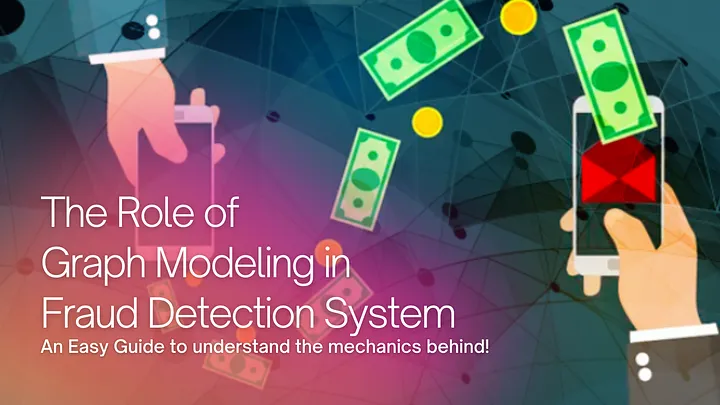 The Role of
Graph Modeling in
Fraud Detection System
An Easy Guide to understand the mechanics behind!